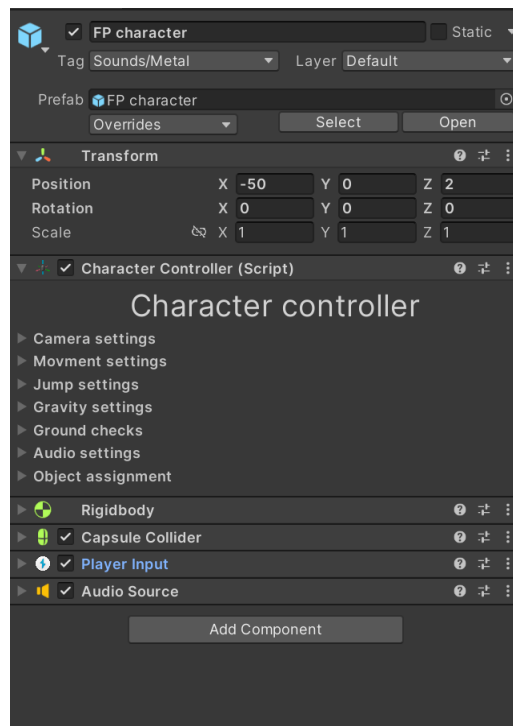 FP character Static
Tag Sounds/Metal Layer Default
Prefab FP character
Overrides Select Open
Transform
Position X -50 Y 0 Z 2
Rotation X 0 Y 0 Z 0
Scale X 1 Y 1 Z 1
Character Controller (Script)
Character controller
Camera settings
Movment settings
Jump settings
Gravity settings
Ground checks
Audio settings
Object assignment
Rigidbody
Capsule Collider
Player Input
Audio Source
Add Component